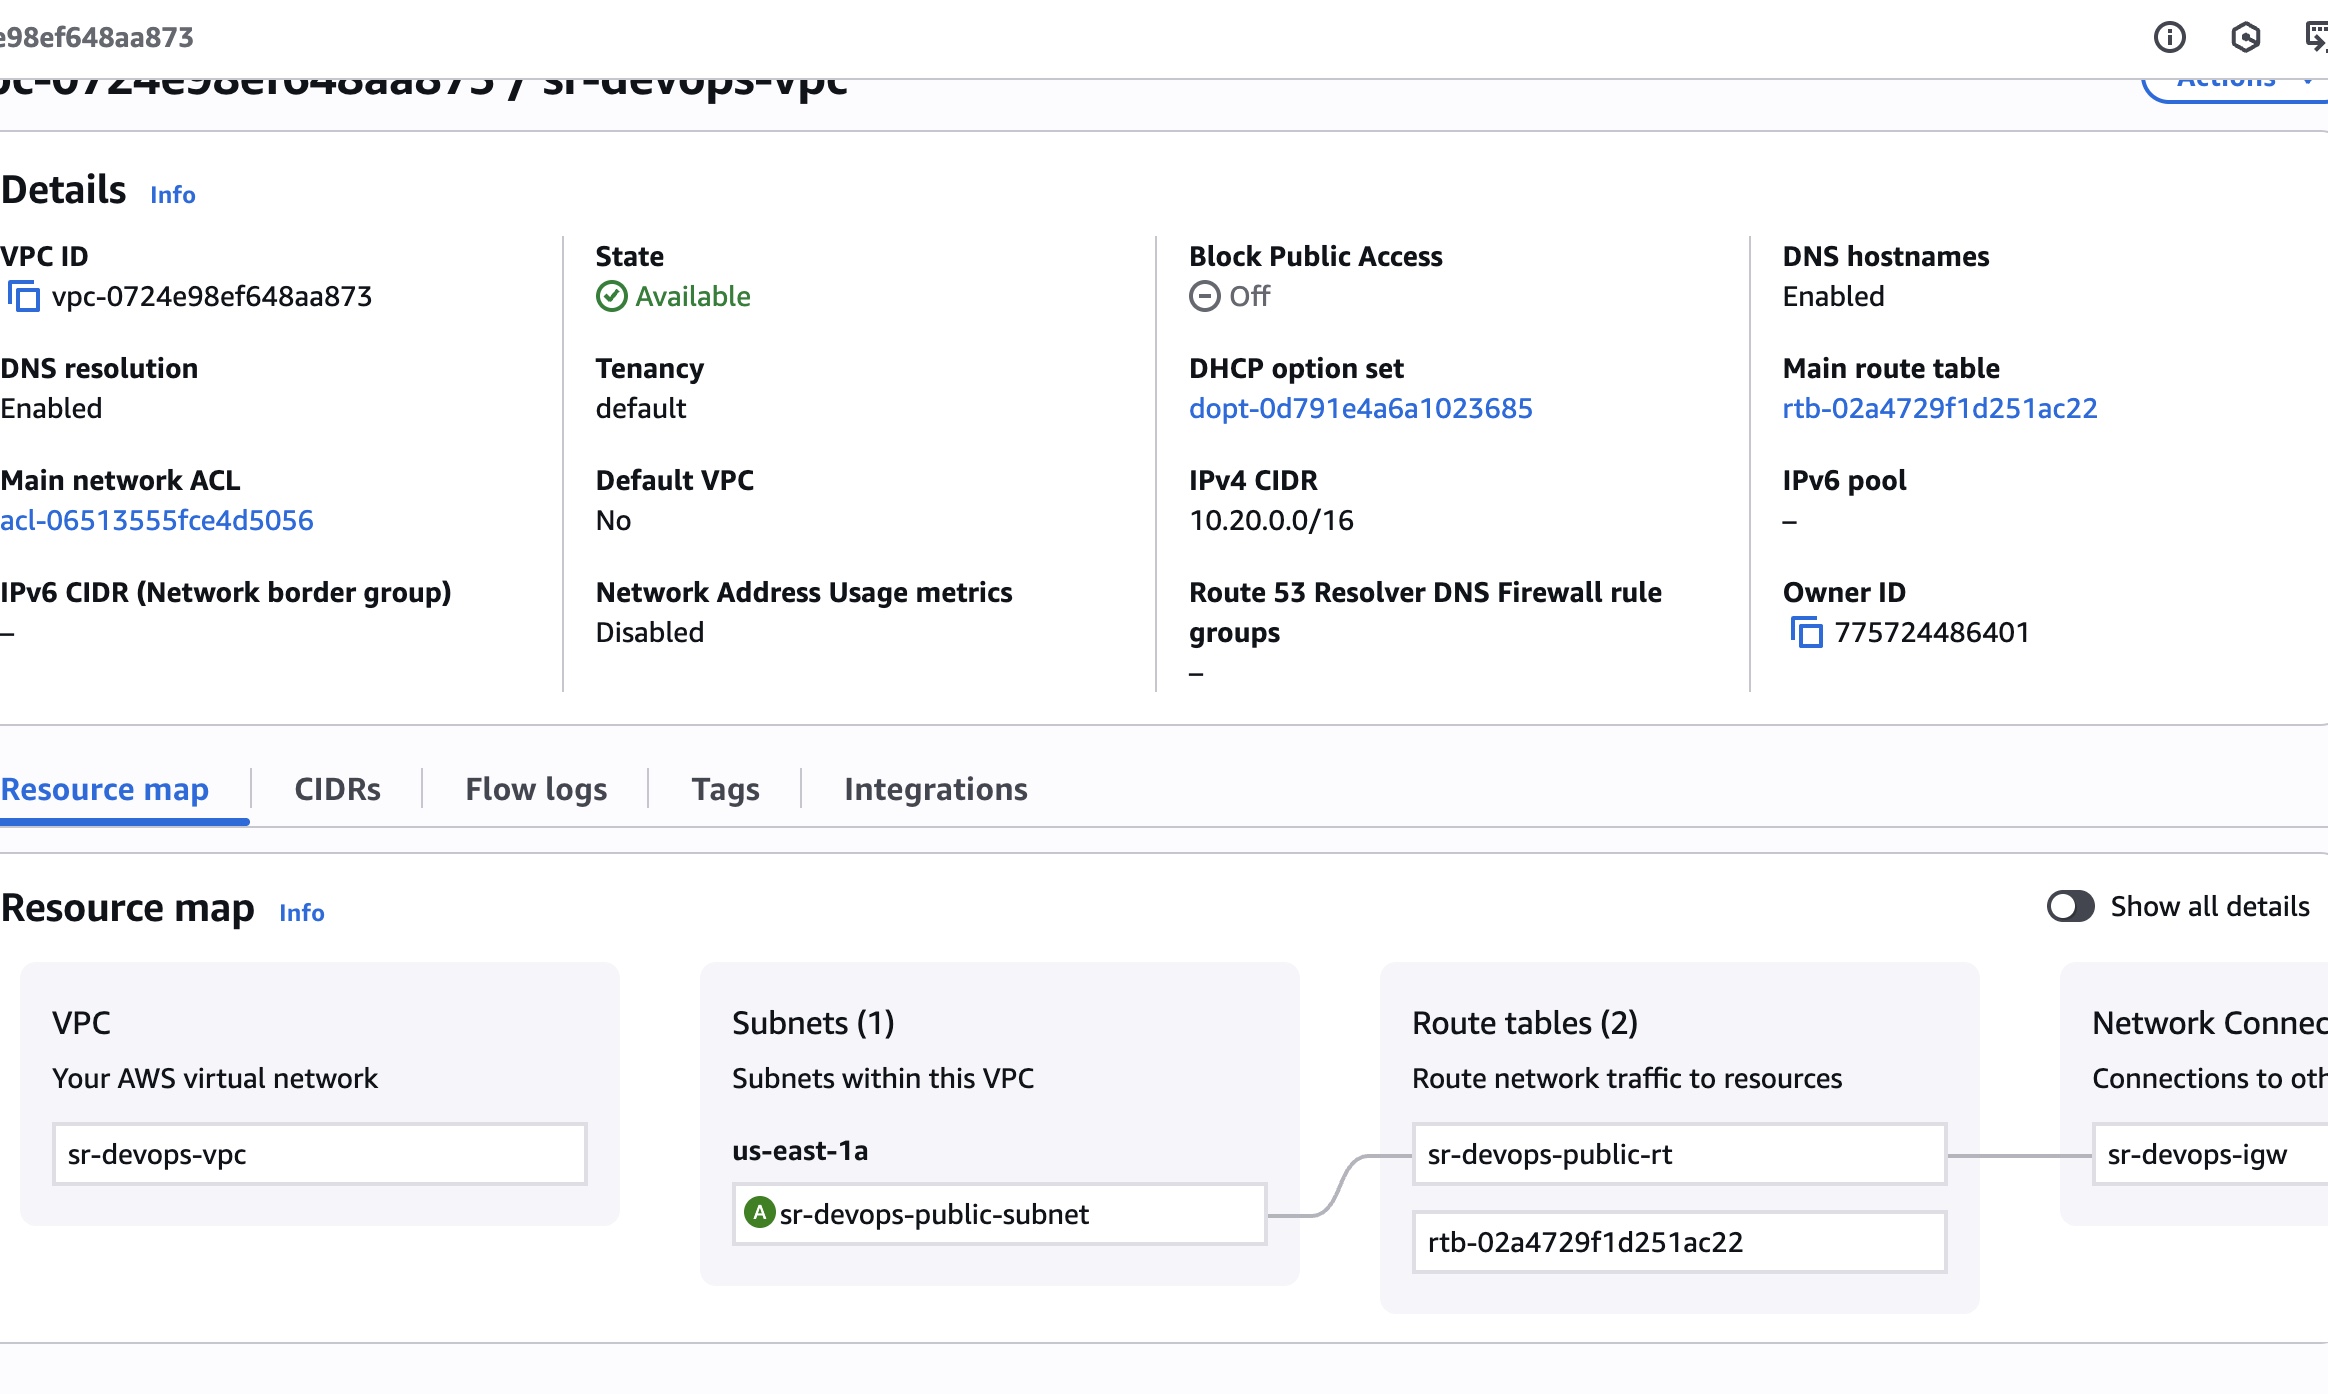 e98ef648aa873
pc-0724e98ef648aa873 / sr-devops-vpc
Actions
Details Info
VPC ID
vpc-0724e98ef648aa873
State
Available
Block Public Access
Off
DNS hostnames
Enabled
DNS resolution
Enabled
Tenancy
default
DHCP option set
dopt-0d791e4a6a1023685
Main route table
rtb-02a4729f1d251ac22
Main network ACL
acl-06513555fce4d5056
Default VPC
No
IPv4 CIDR
10.20.0.0/16
IPv6 pool
–
IPv6 CIDR (Network border group)
–
Network Address Usage metrics
Disabled
Route 53 Resolver DNS Firewall rule
groups
–
Owner ID
775724486401
Resource map
CIDRs
Flow logs
Tags
Integrations
Resource map Info
Show all details
VPC
Your AWS virtual network
sr-devops-vpc
Subnets (1)
Subnets within this VPC
us-east-1a
A sr-devops-public-subnet
Route tables (2)
Route network traffic to resources
sr-devops-public-rt
rtb-02a4729f1d251ac22
Network Connec
Connections to oth
sr-devops-igw